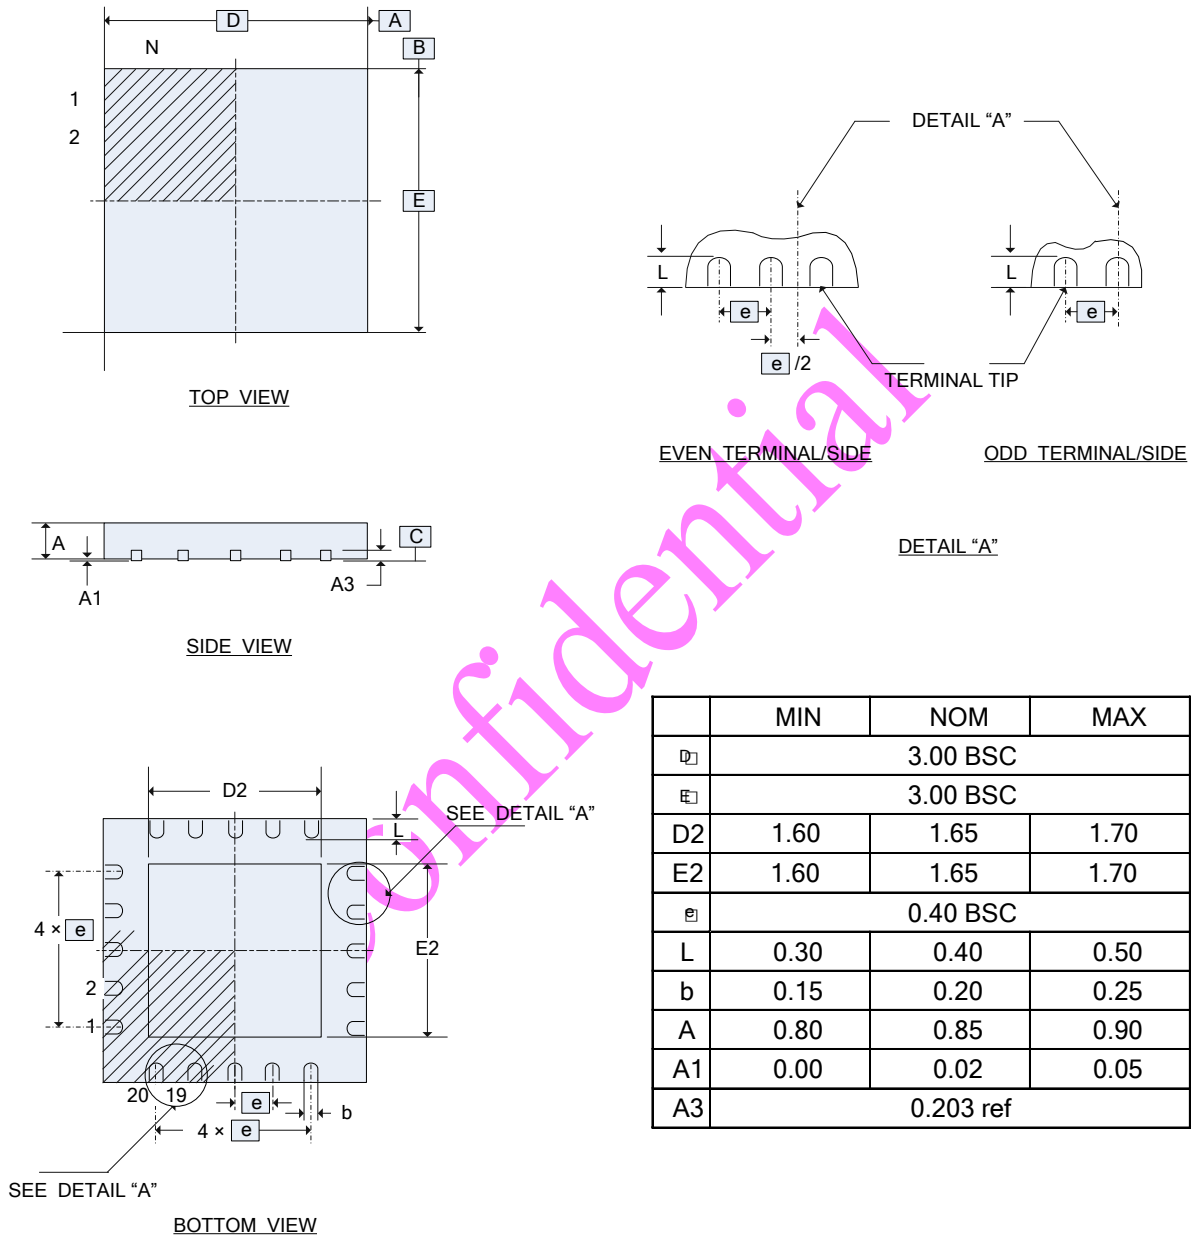 D
A
N
B
1
2
E
TOP VIEW
DETAIL “A”
L
e
e /2
L
e
TERMINAL TIP
EVEN TERMINAL/SIDE
ODD TERMINAL/SIDE
DETAIL “A”
A
A1
A3
C
SIDE VIEW
D2
L
SEE DETAIL “A”
4 × e
E2
2
1
20 19
e
b
4 × e
SEE DETAIL “A”
BOTTOM VIEW
MIN NOM MAX
D 3.00 BSC
E 3.00 BSC
D2 1.60 1.65 1.70
E2 1.60 1.65 1.70
e 0.40 BSC
L 0.30 0.40 0.50
b 0.15 0.20 0.25
A 0.80 0.85 0.90
A1 0.00 0.02 0.05
A3 0.203 ref
confidential